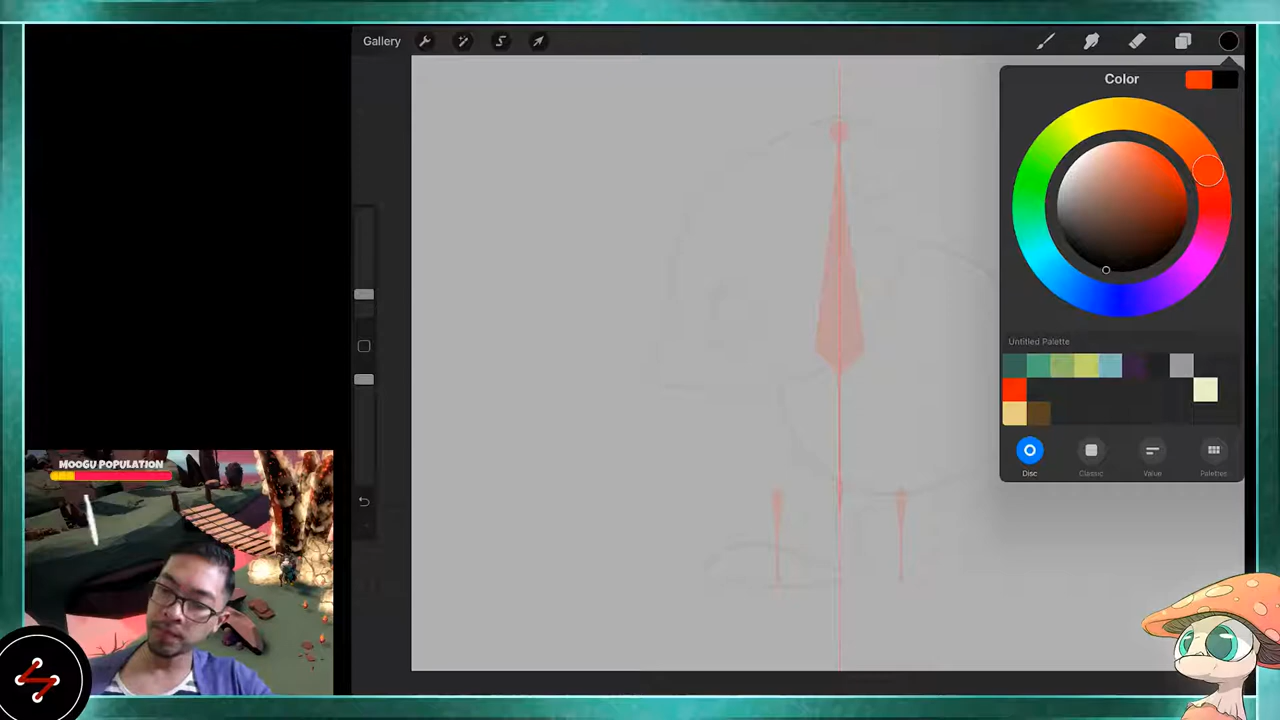 Gallery
Color
Untitled Palette
Disc
Classic
Value
Palettes
MOOGU POPULATION